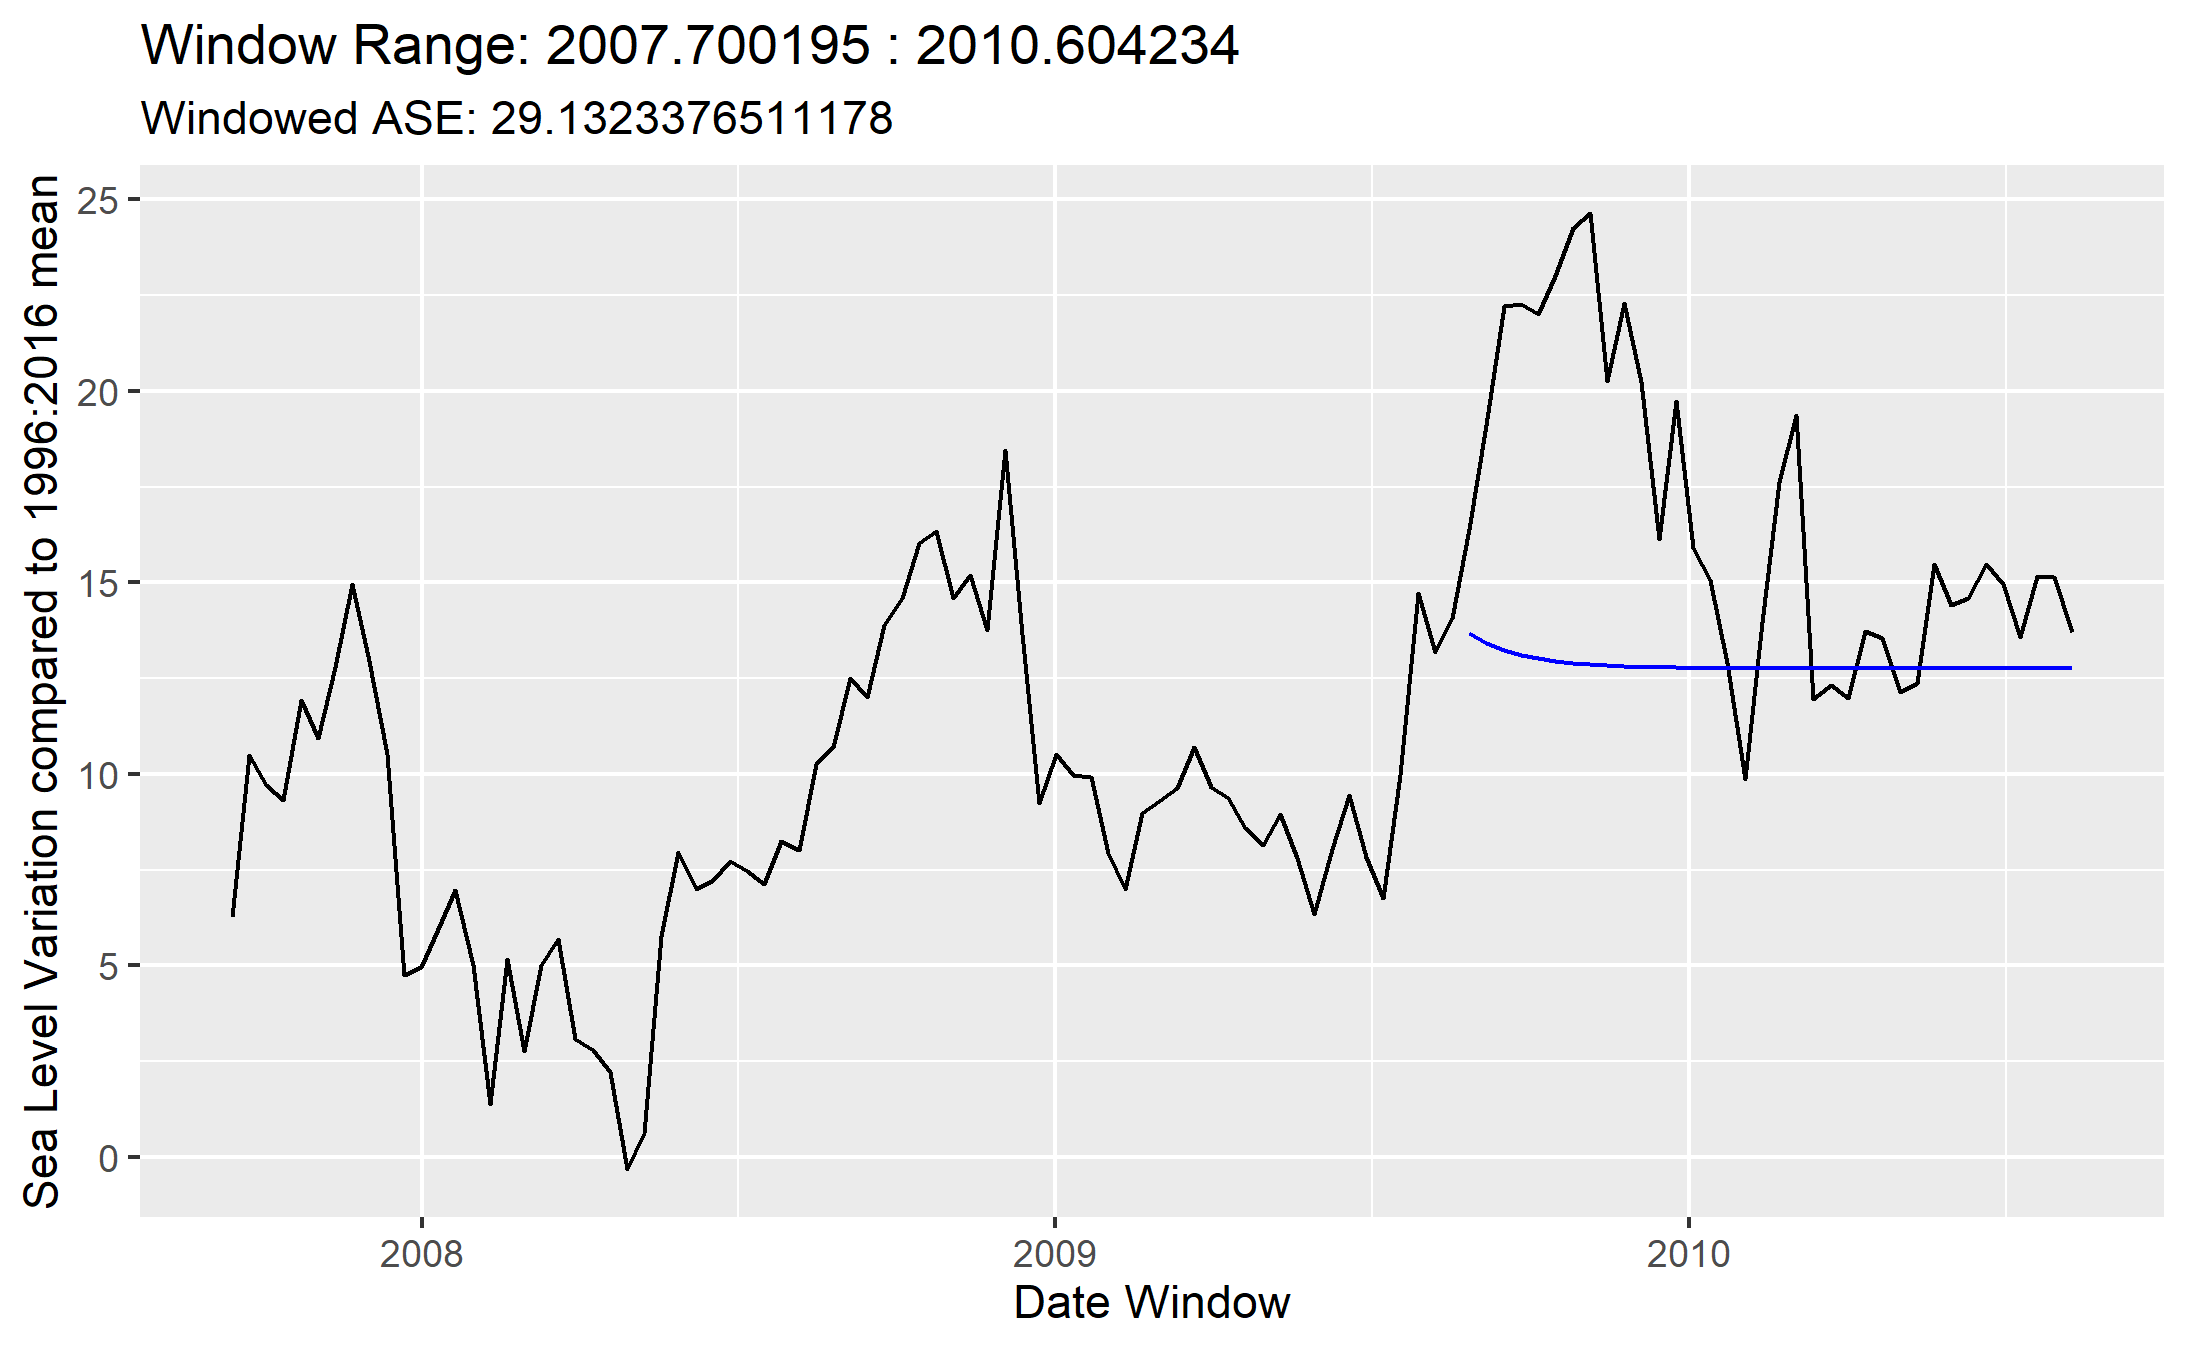 Window Range: 2007.700195 : 2010.604234
Windowed ASE: 29.1323376511178
Sea Level Variation compared to 1996:2016 mean
25
20
15
10
5
0
2008
2009
2010
Date Window